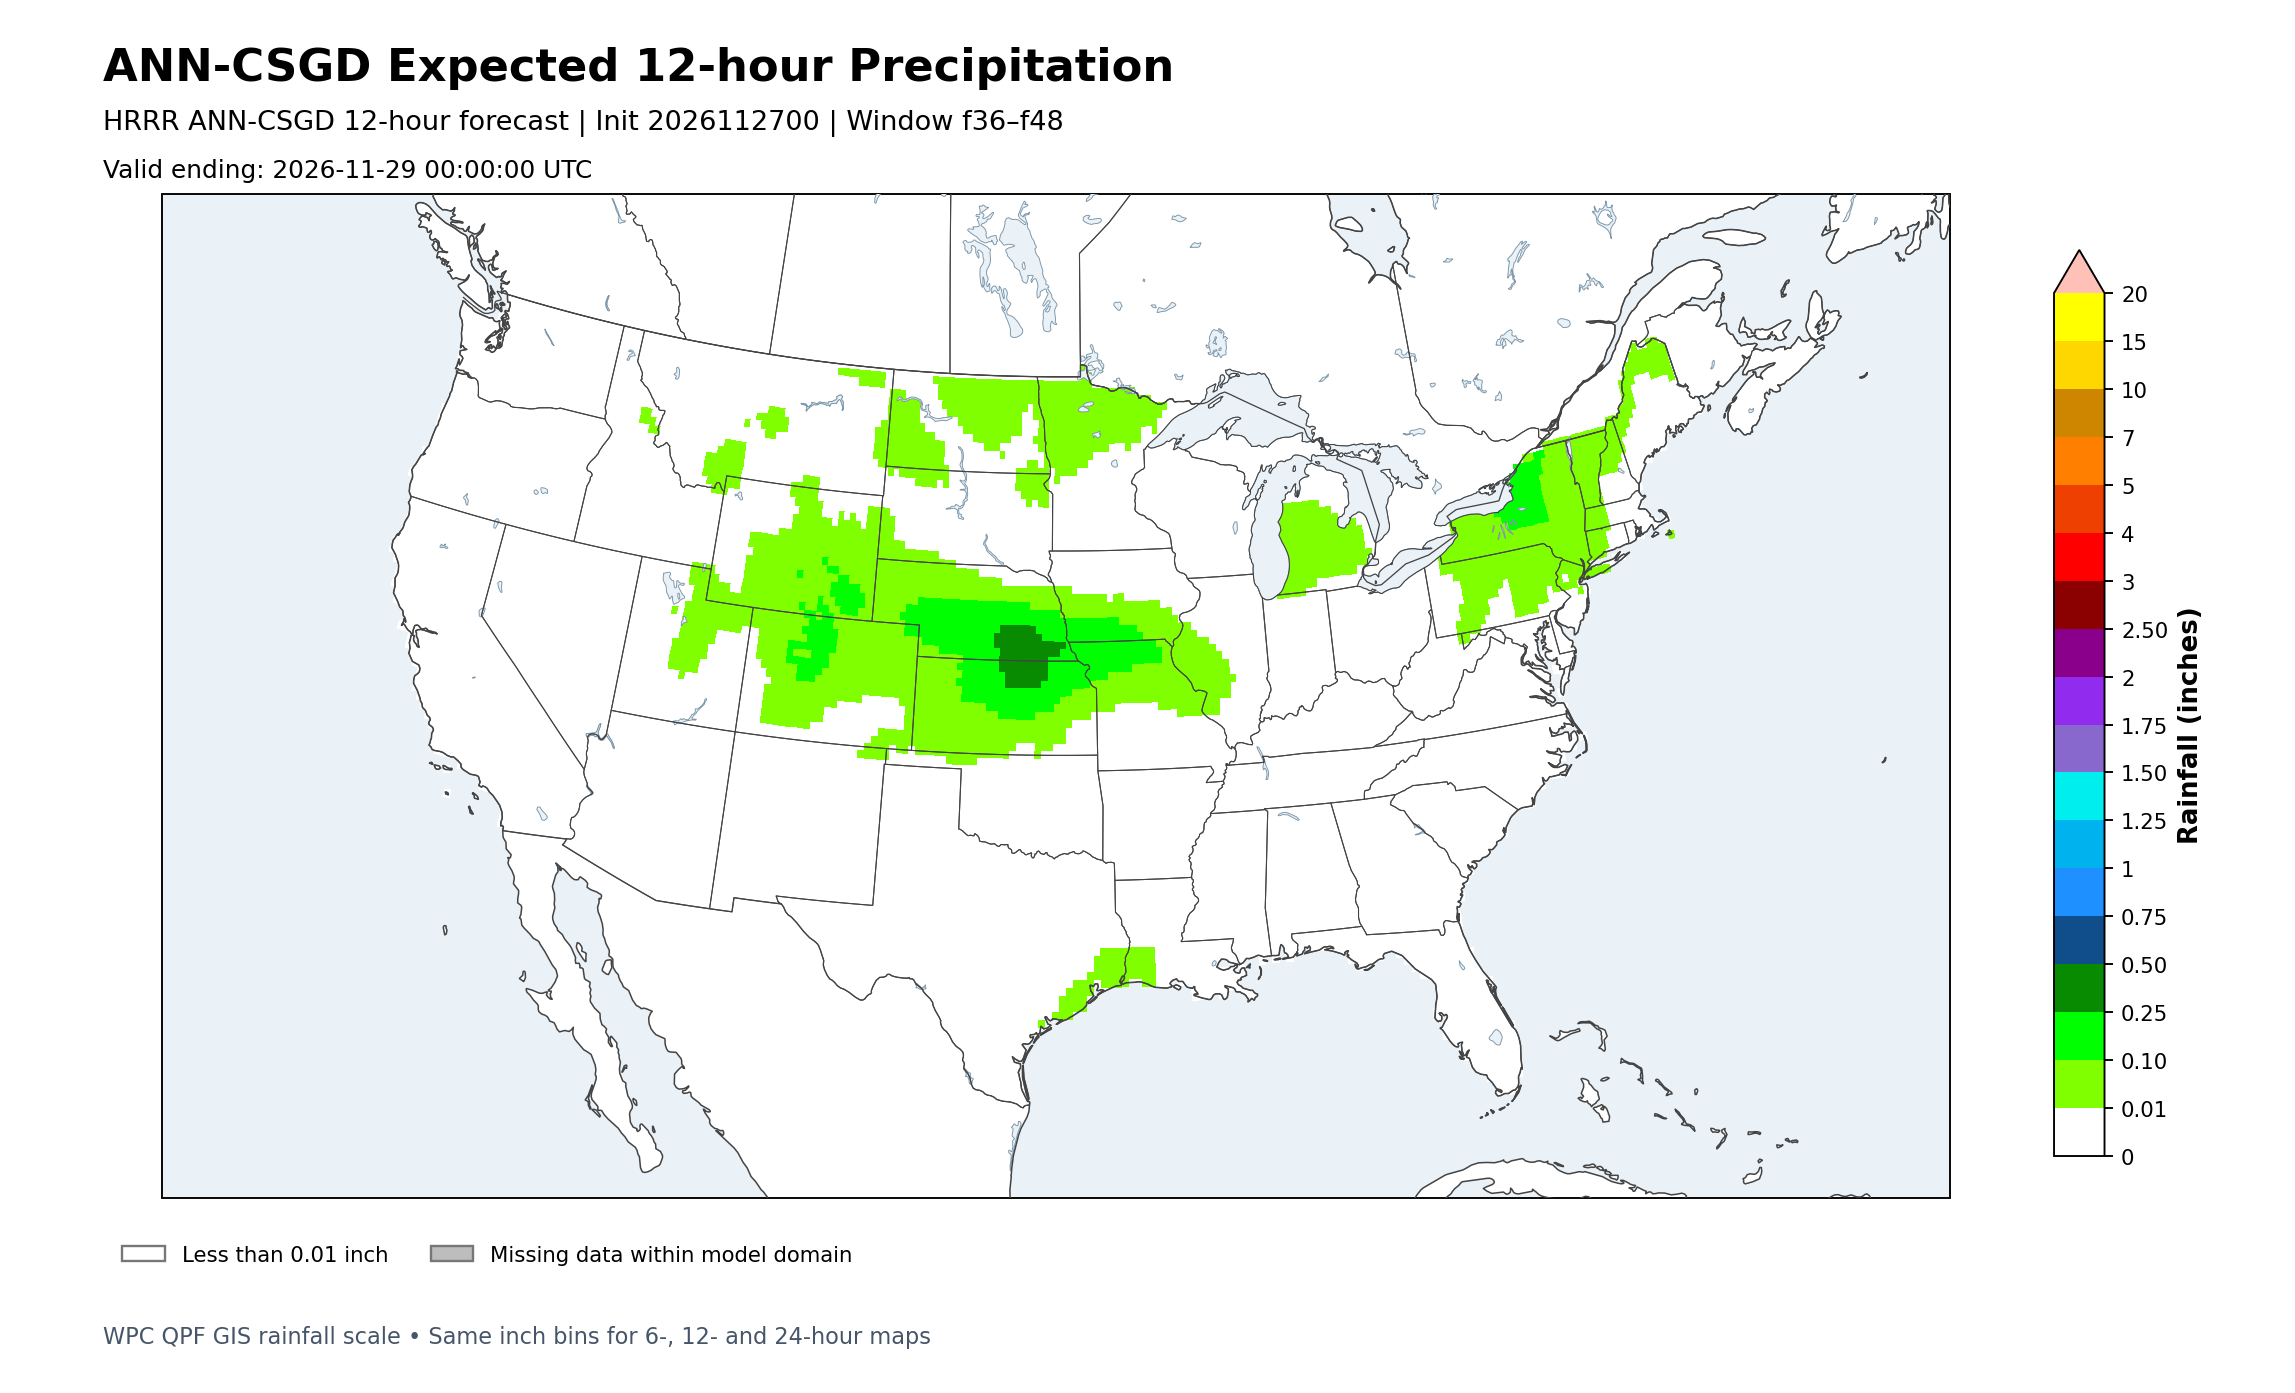 ANN-CSGD Expected 12-hour Precipitation
HRRR ANN-CSGD 12-hour forecast | Init 2026112700 | Window f36–f48
Valid ending: 2026-11-29 00:00:00 UTC
20
15
10
7
5
4
3
2.50
2
1.75
1.50
1.25
1
0.75
0.50
0.25
0.10
0.01
0
Rainfall (inches)
Less than 0.01 inch
Missing data within model domain
WPC QPF GIS rainfall scale • Same inch bins for 6-, 12- and 24-hour maps